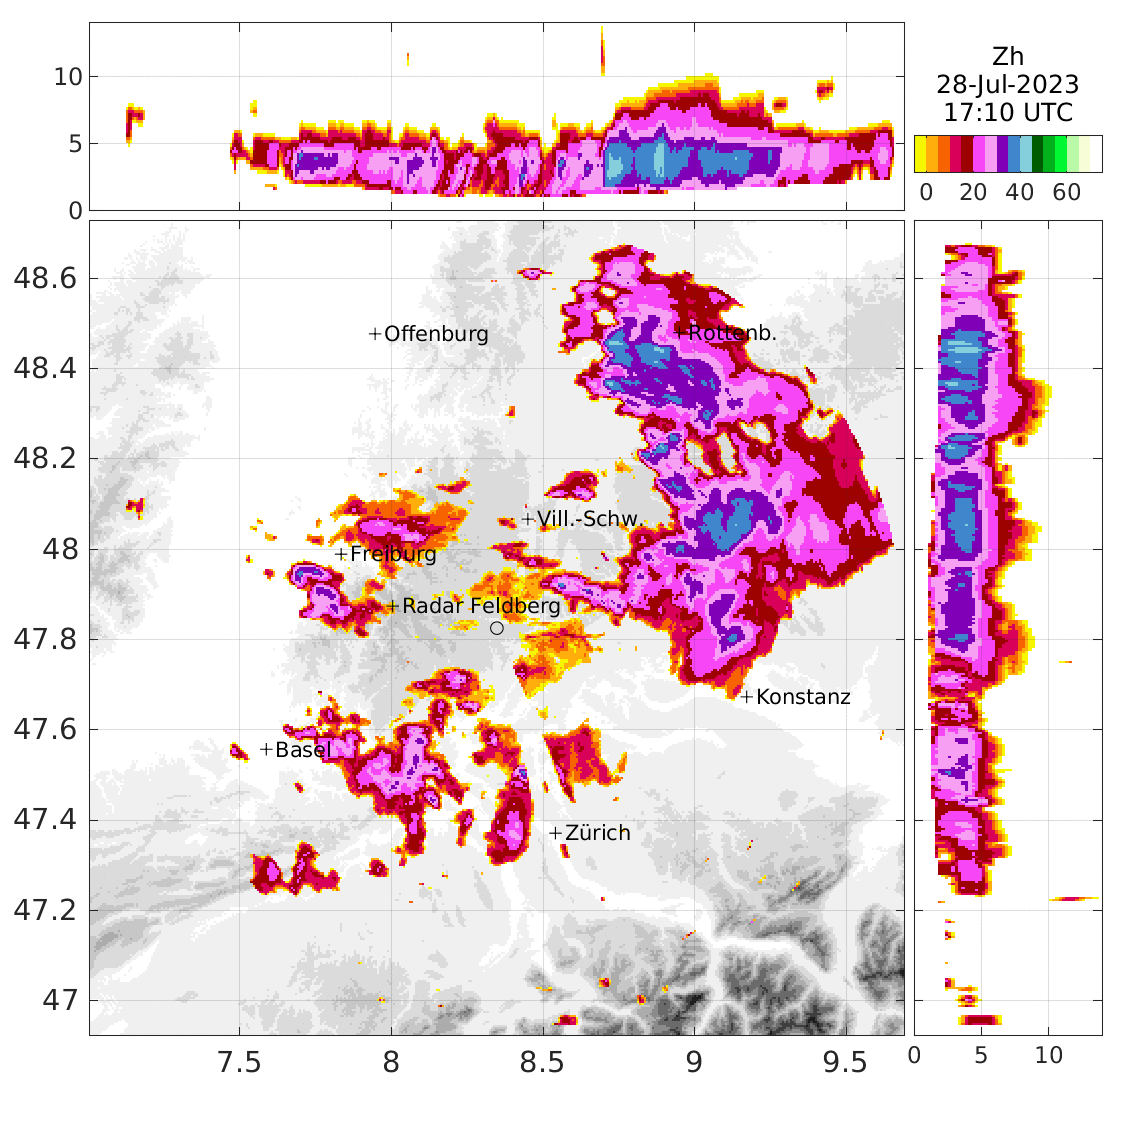 10
5
0
Zh
28-Jul-2023
17:10 UTC
0 20 40 60
48.6
48.4
48.2
48
47.8
47.6
47.4
47.2
47
+Offenburg
+Rottenb.
+Vill.-Schw.
+Freiburg
+Radar Feldberg
+Konstanz
+Basel
+Zürich
7.5 8 8.5 9 9.5
0 5 10